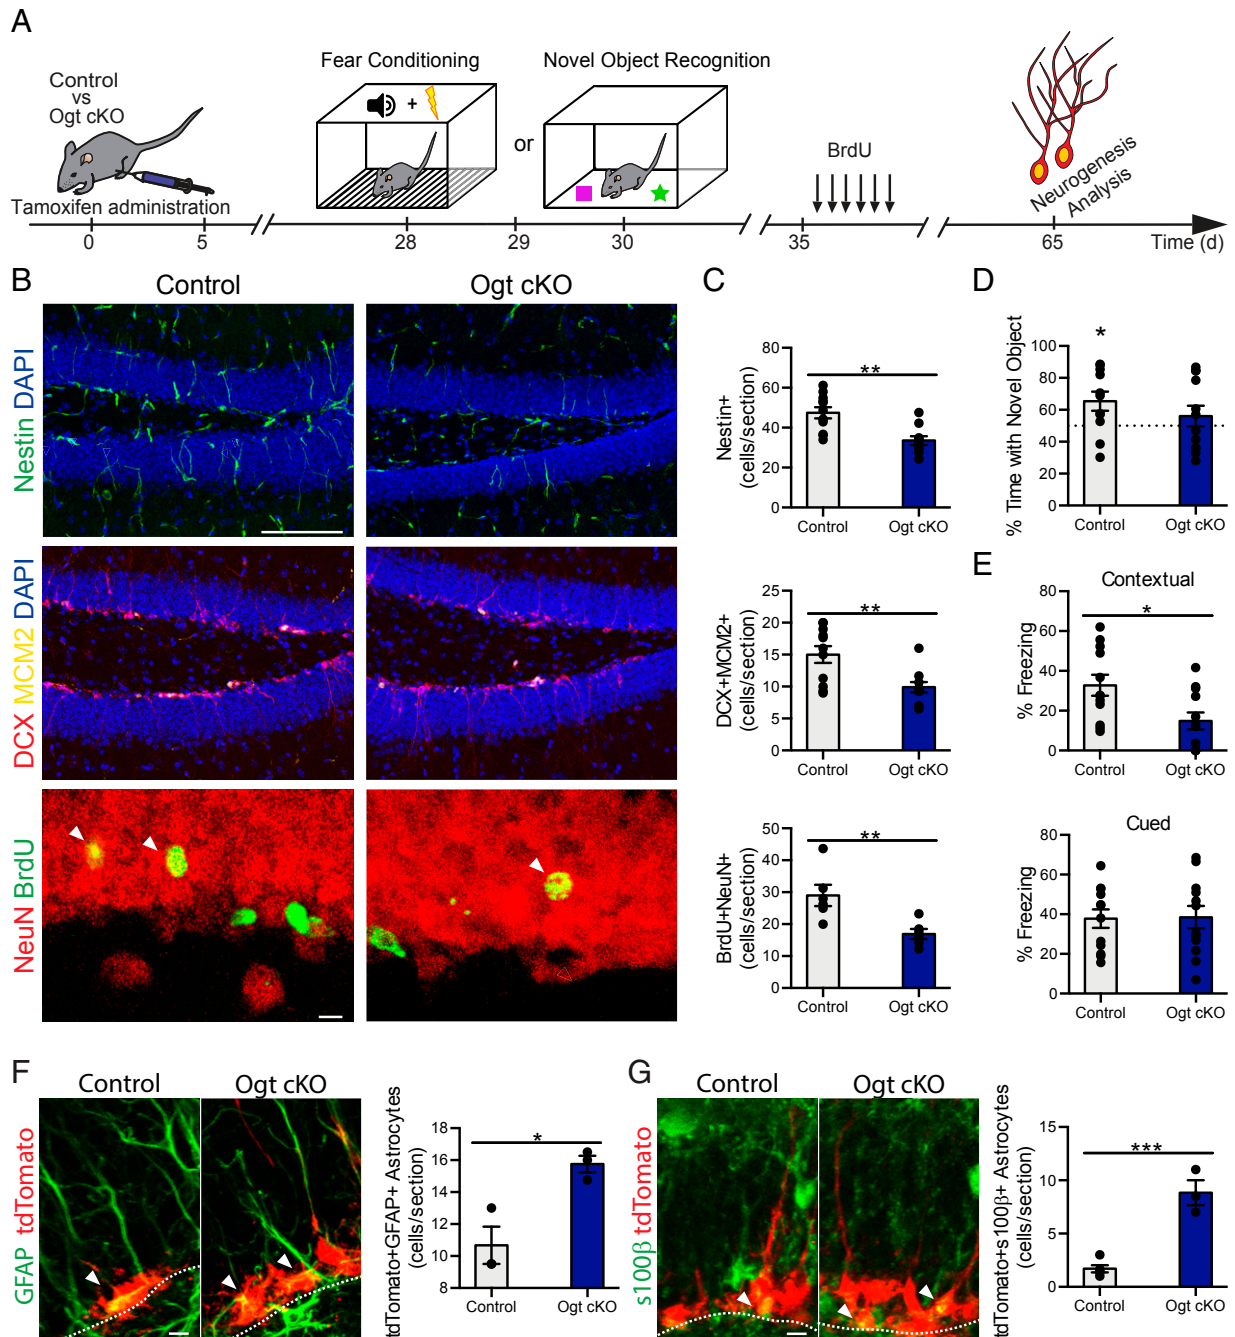 A
Control
vs
Ogt cKO
Tamoxifen administration
Fear Conditioning
+
or
Novel Object Recognition
BrdU
Neurogenesis
Analysis
0
5
28
29
30
35
65
Time (d)
B
Control
Ogt cKO
Nestin DAPI
DCX MCM2 DAPI
NeuN BrdU
C
Nestin+
(cells/section)
80
60
40
20
0
**
Control
Ogt cKO
DCX+MCM2+
(cells/section)
25
20
15
10
5
0
**
Control
Ogt cKO
BrdU+NeuN+
(cells/section)
50
40
30
20
10
0
**
Control
Ogt cKO
D
% Time with Novel Object
100
80
60
40
20
0
*
Control
Ogt cKO
E
Contextual
% Freezing
80
60
40
20
0
*
Control
Ogt cKO
Cued
% Freezing
80
60
40
20
0
Control
Ogt cKO
F
Control
Ogt cKO
GFAP tdTomato
tdTomato+GFAP+ Astrocytes
(cells/section)
18
16
14
12
10
8
*
Control
Ogt cKO
G
Control
Ogt cKO
s100β tdTomato
tdTomato+s100β+ Astrocytes
(cells/section)
15
10
5
0
***
Control
Ogt cKO